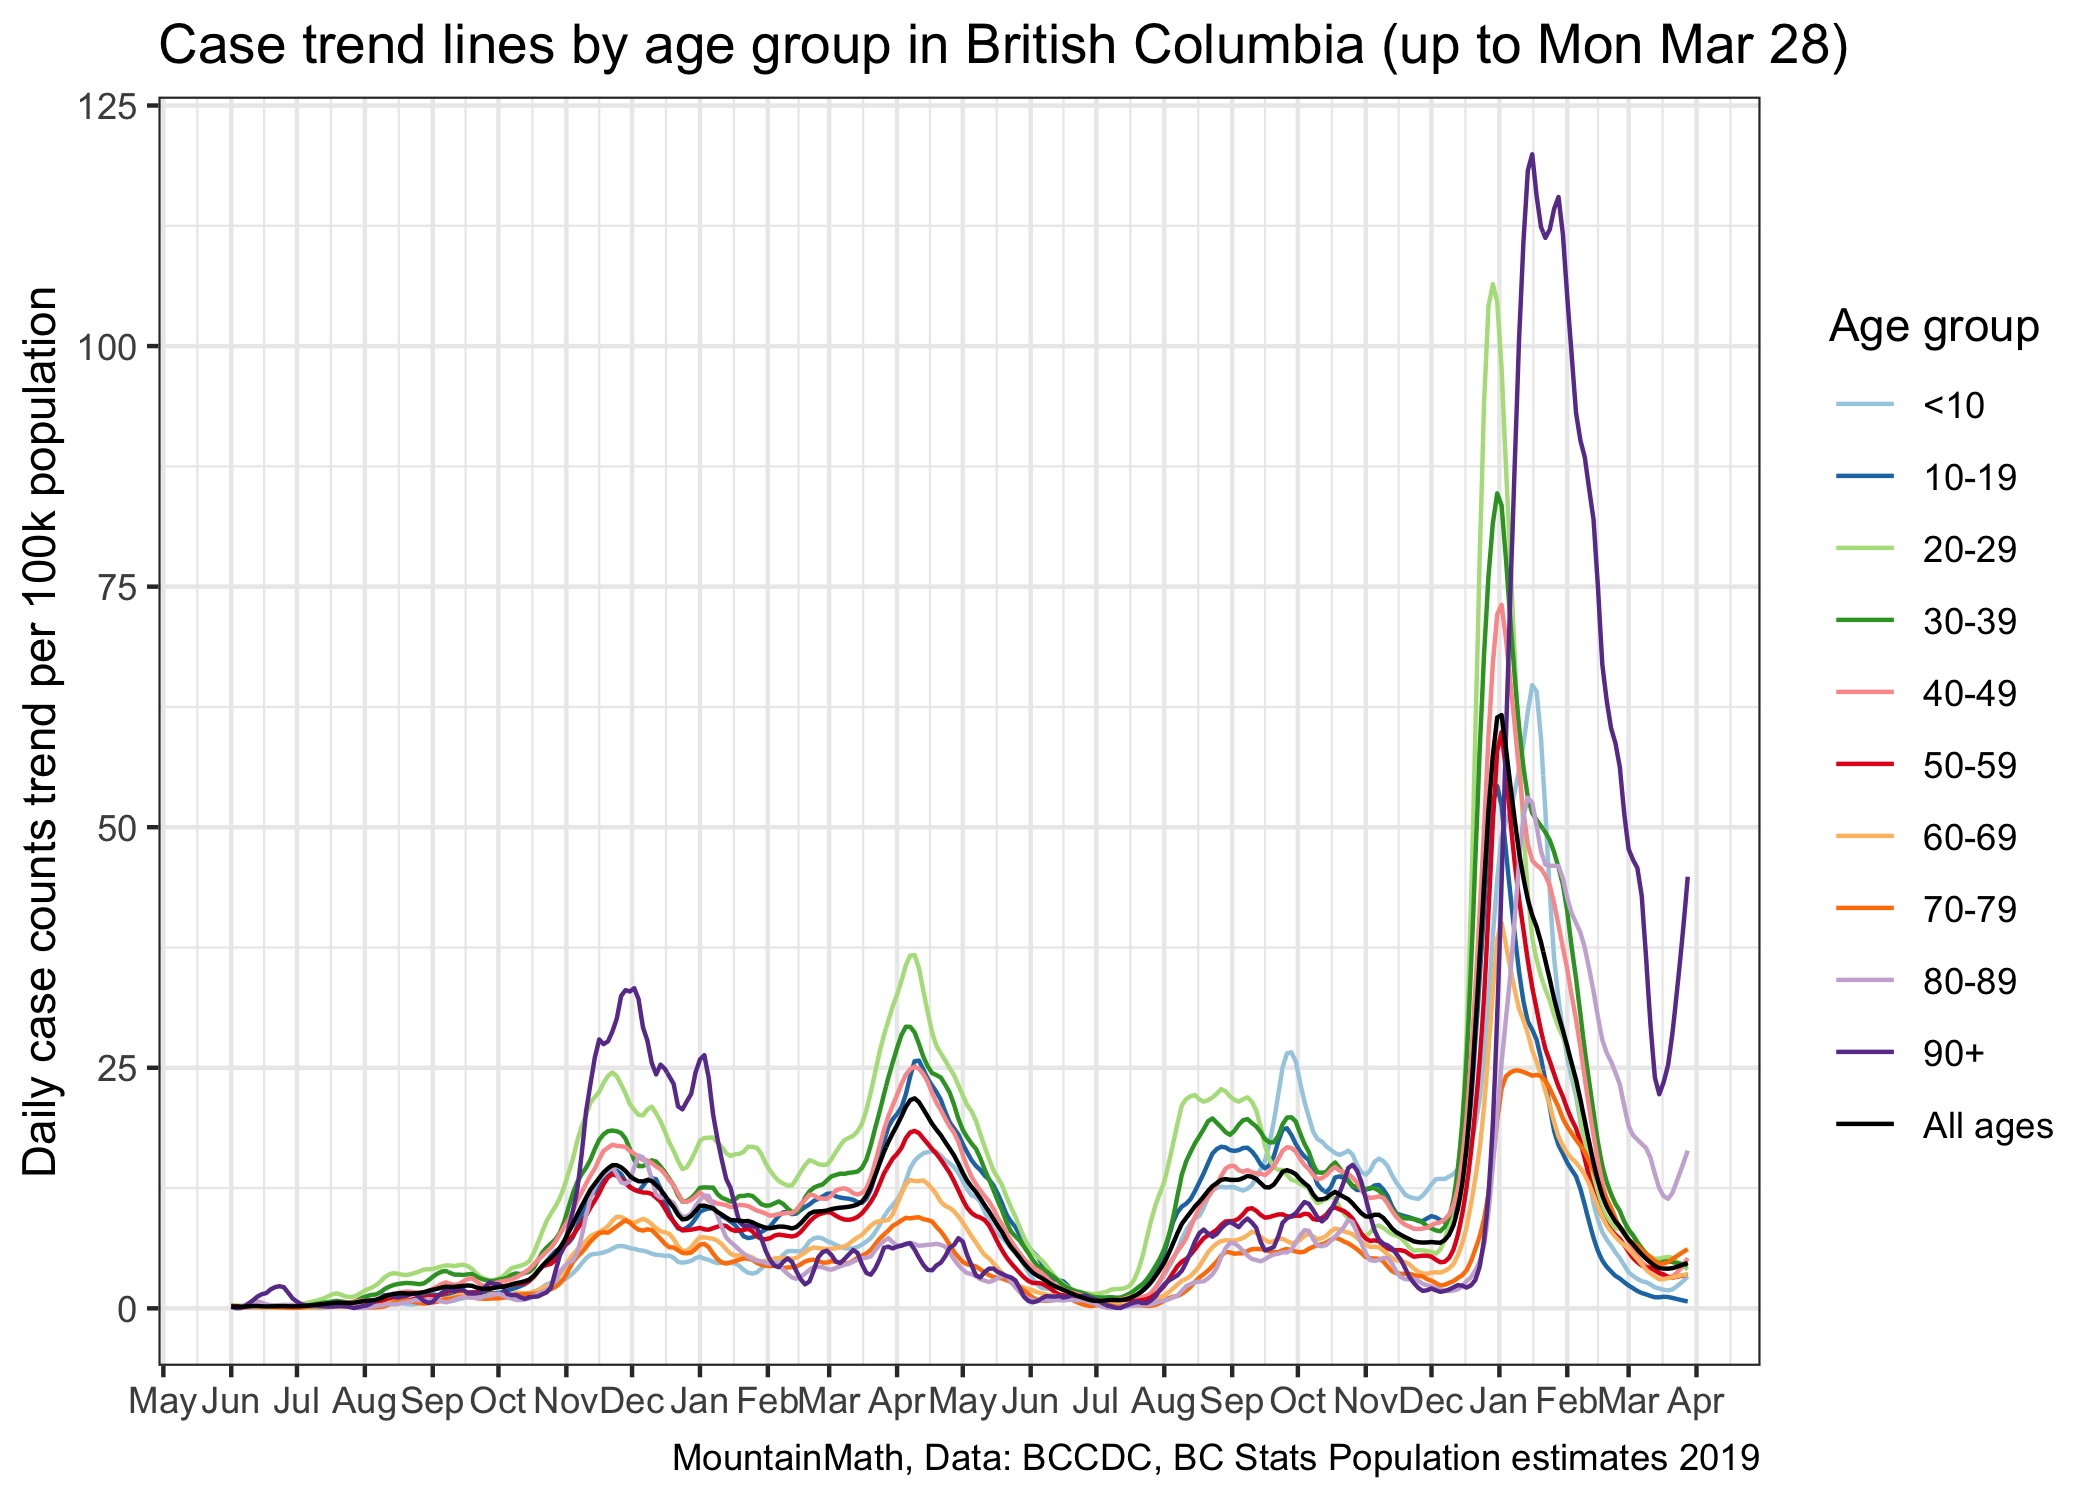 Case trend lines by age group in British Columbia (up to Mon Mar 28)
Daily case counts trend per 100k population
125
100
75
50
25
0
May Jun Jul Aug Sep Oct Nov Dec Jan Feb Mar Apr May Jun Jul Aug Sep Oct Nov Dec Jan Feb Mar Apr
Age group
<10
10-19
20-29
30-39
40-49
50-59
60-69
70-79
80-89
90+
All ages
MountainMath, Data: BCCDC, BC Stats Population estimates 2019